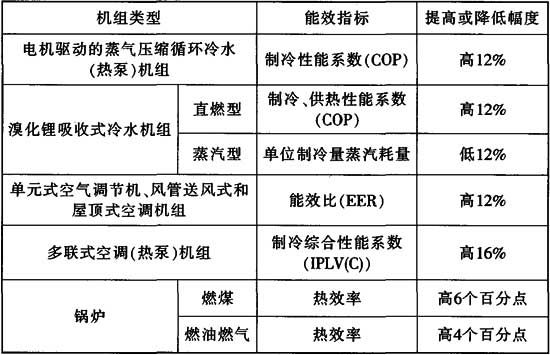 机组类型 能效指标 提高或降低幅度
电机驱动的蒸气压缩循环冷水
(热泵)机组 制冷性能系数(COP) 高12%
溴化锂吸收式冷水机组 直燃型 制冷、供热性能系数
(COP) 高12%
蒸汽型 单位制冷量蒸汽耗量 低12%
单元式空气调节机、风管送风式和
屋顶式空调机组 能效比(EER) 高12%
多联式空调(热泵)机组 制冷综合性能系数
(IPLV(C)) 高16%
锅炉 燃煤 热效率 高6个百分点
燃油燃气 热效率 高4个百分点